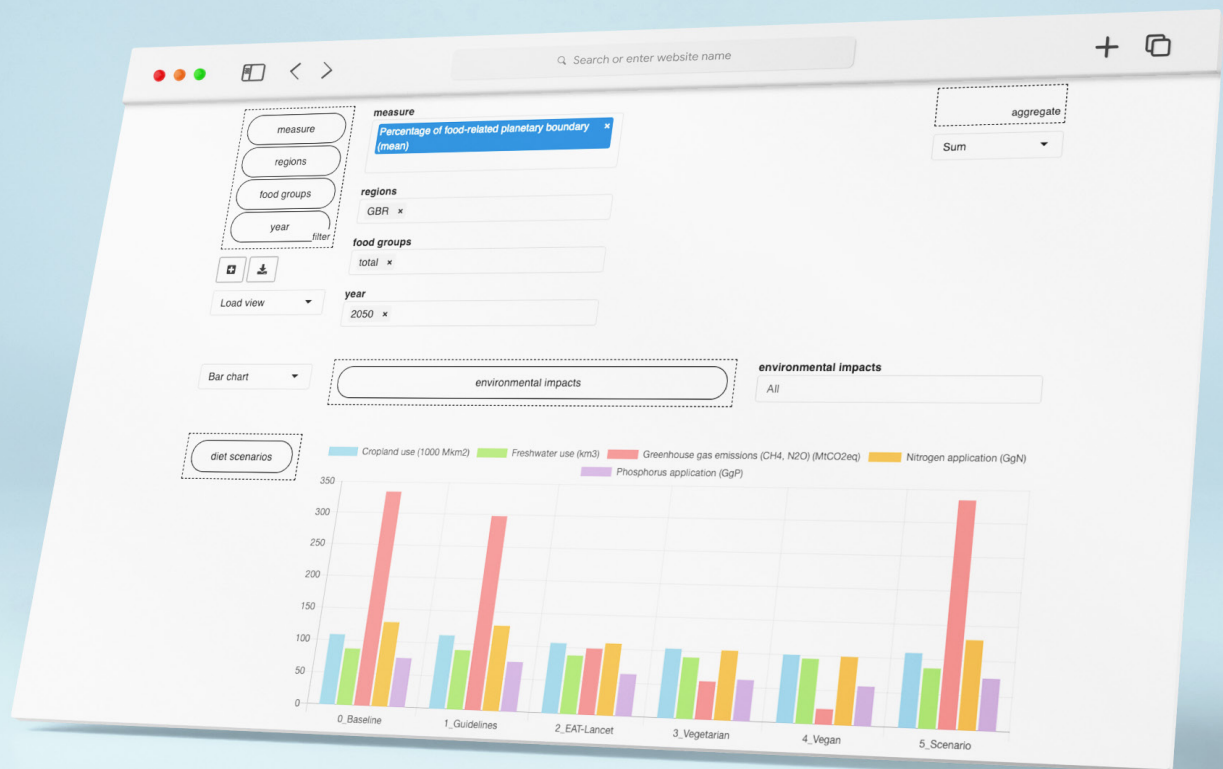 Search or enter website name
measure
regions
food groups
year
filter
measure
Percentage of food-related planetary boundary
(mean)
×
regions
GBR ×
food groups
total ×
year
2050 ×
aggregate
Sum
Load view
Bar chart
environmental impacts
environmental impacts
All
diet scenarios
Cropland use (1000 Mkm2) Freshwater use (km3) Greenhouse gas emissions (CH4, N2O) (MtCO2eq) Nitrogen application (GgN)
Phosphorus application (GgP)
350
300
250
200
150
100
50
0
0_Baseline 1_Guidelines 2_EAT-Lancet 3_Vegetarian 4_Vegan 5_Scenario